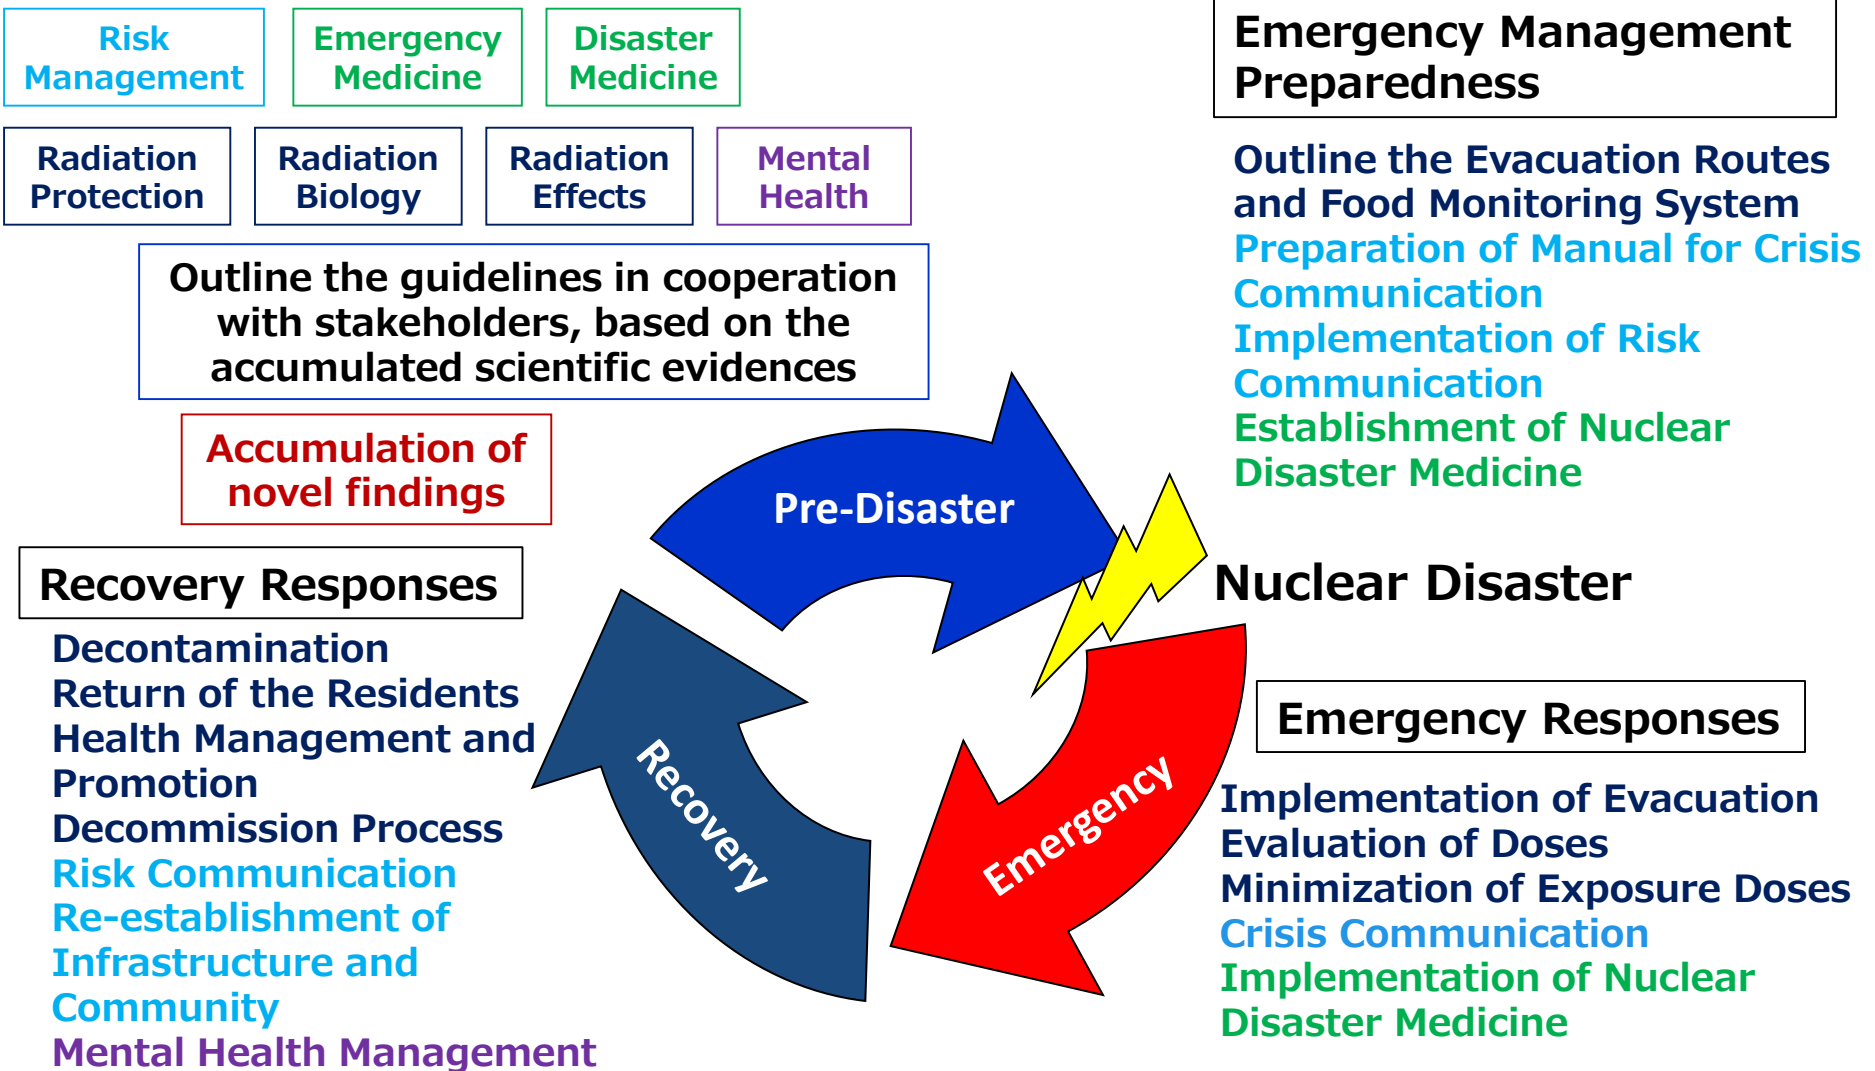 Risk
Management
Emergency
Medicine
Disaster
Medicine
Radiation
Protection
Radiation
Biology
Radiation
Effects
Mental
Health
Outline the guidelines in cooperation
with stakeholders, based on the
accumulated scientific evidences
Accumulation of
novel findings
Emergency Management
Preparedness
Outline the Evacuation Routes
and Food Monitoring System
Preparation of Manual for Crisis
Communication
Implementation of Risk
Communication
Establishment of Nuclear
Disaster Medicine
Pre-Disaster
Nuclear Disaster
Emergency
Emergency Responses
Implementation of Evacuation
Evaluation of Doses
Minimization of Exposure Doses
Crisis Communication
Implementation of Nuclear
Disaster Medicine
Recovery
Recovery Responses
Decontamination
Return of the Residents
Health Management and
Promotion
Decommission Process
Risk Communication
Re-establishment of
Infrastructure and
Community
Mental Health Management